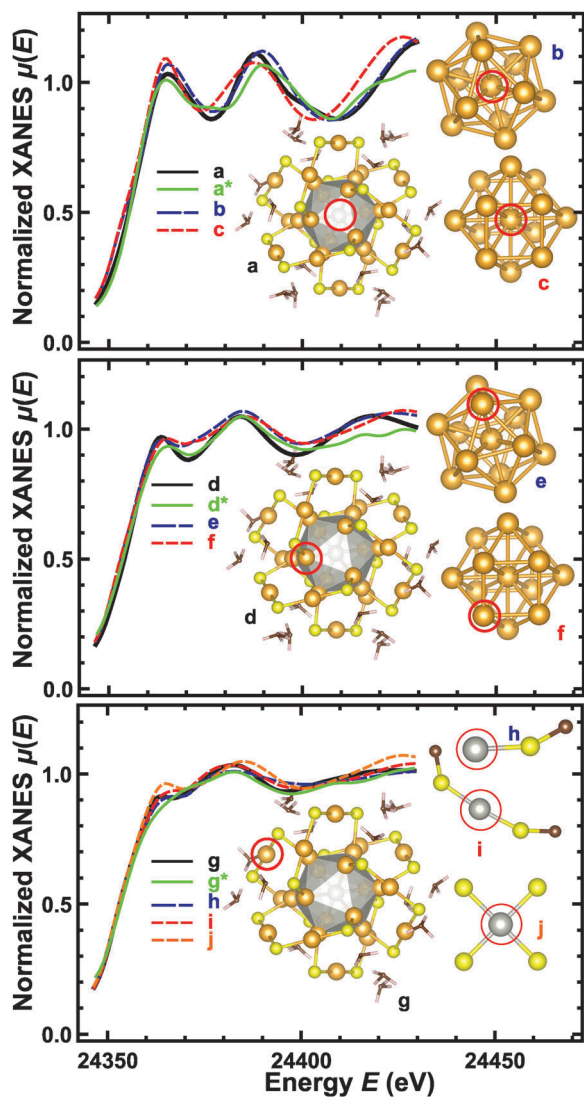 Normalized XANES μ(E)
1.0
0.5
0.0
a
a*
b
c
a
b
c
Normalized XANES μ(E)
1.0
0.5
0.0
d
d*
e
f
d
e
f
Normalized XANES μ(E)
1.0
0.5
0.0
g
g*
h
i
j
g
h
i
j
24350
24400
24450
Energy E (eV)